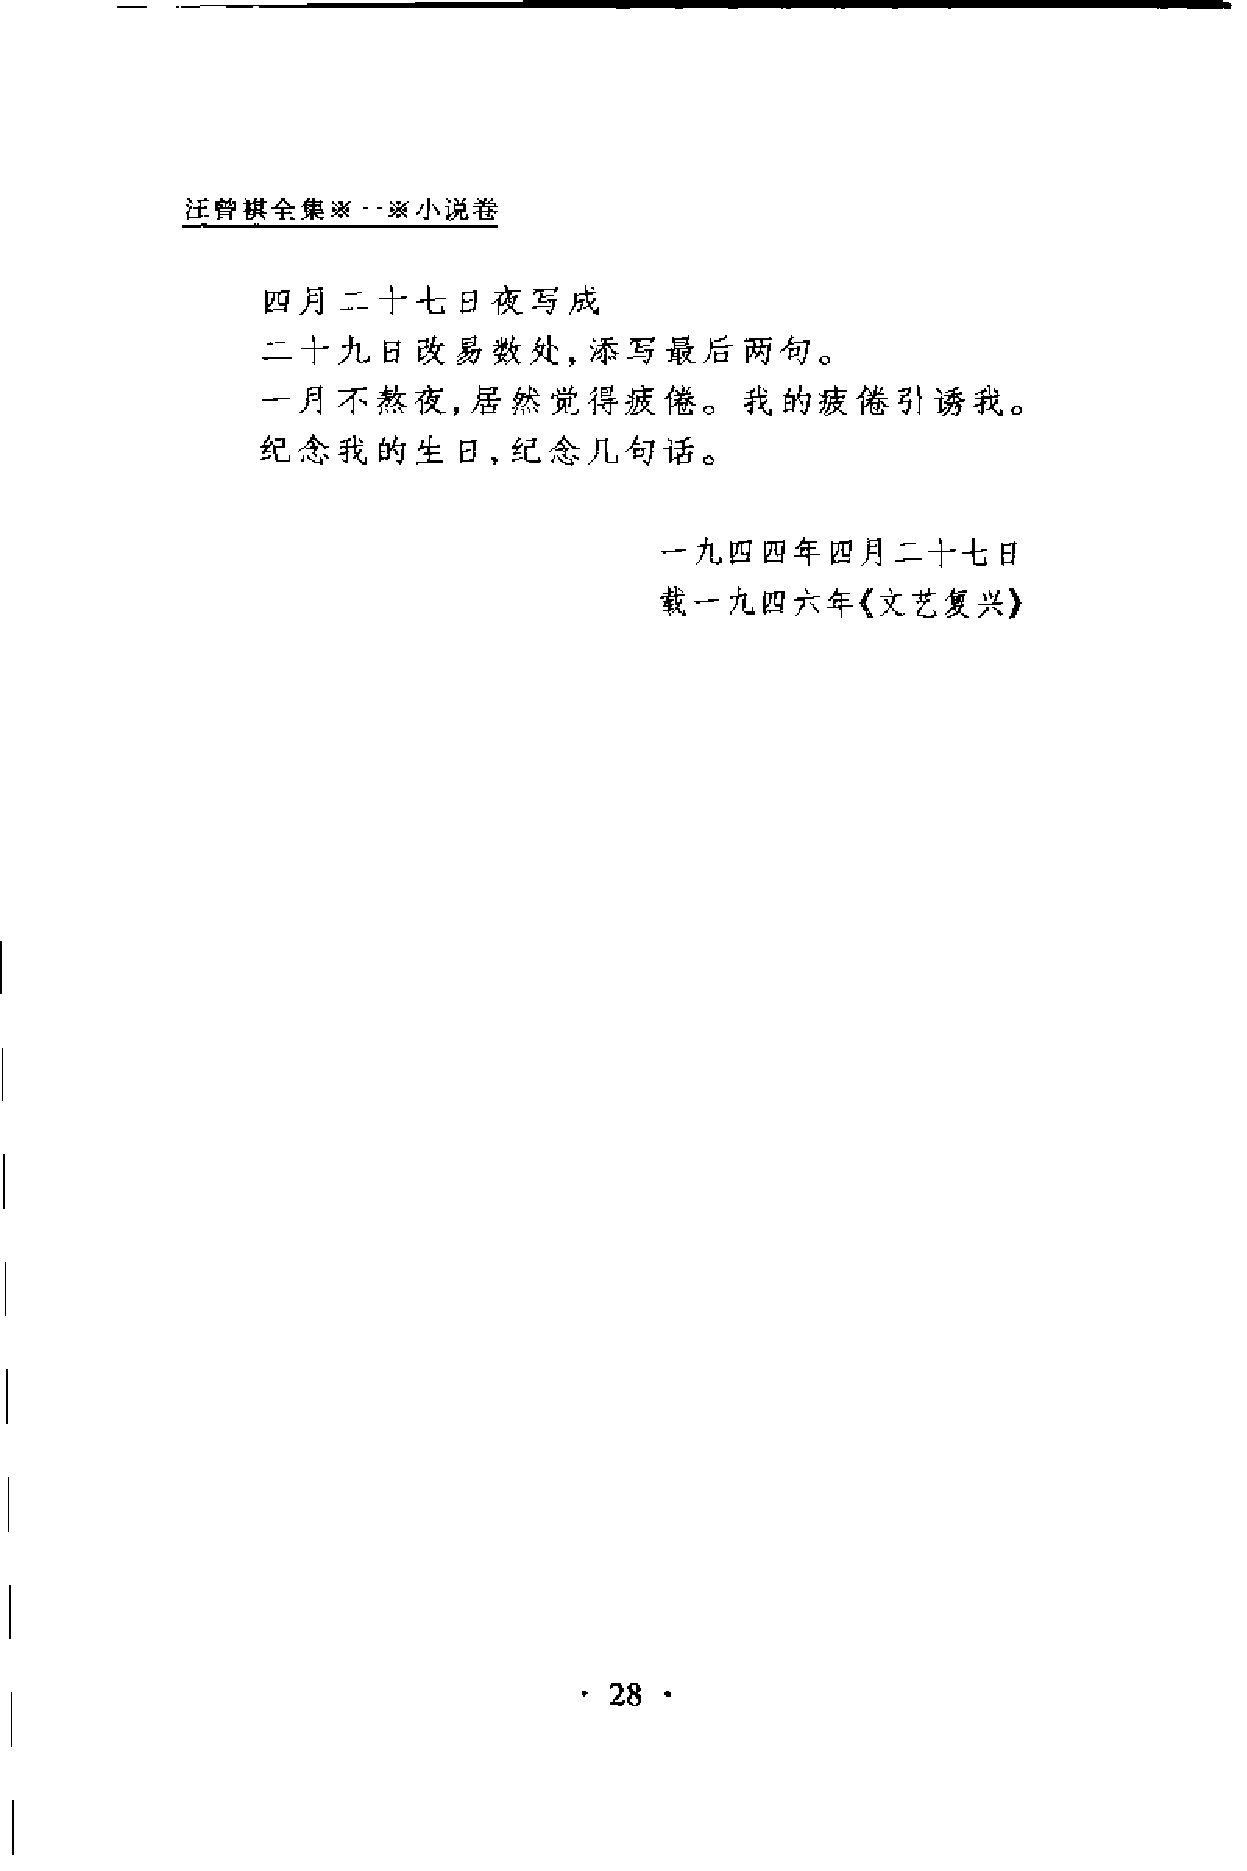 汪曾祺全集※一※小说卷
四月二十七日夜写成
二十九日改易数处，添写最后两句。
一月不熬夜，居然觉得疲倦。我的疲倦引诱我。
纪念我的生日，纪念几句话。
一九四四年四月二十七日
载一九四六年《文艺复兴》
· 28 ·